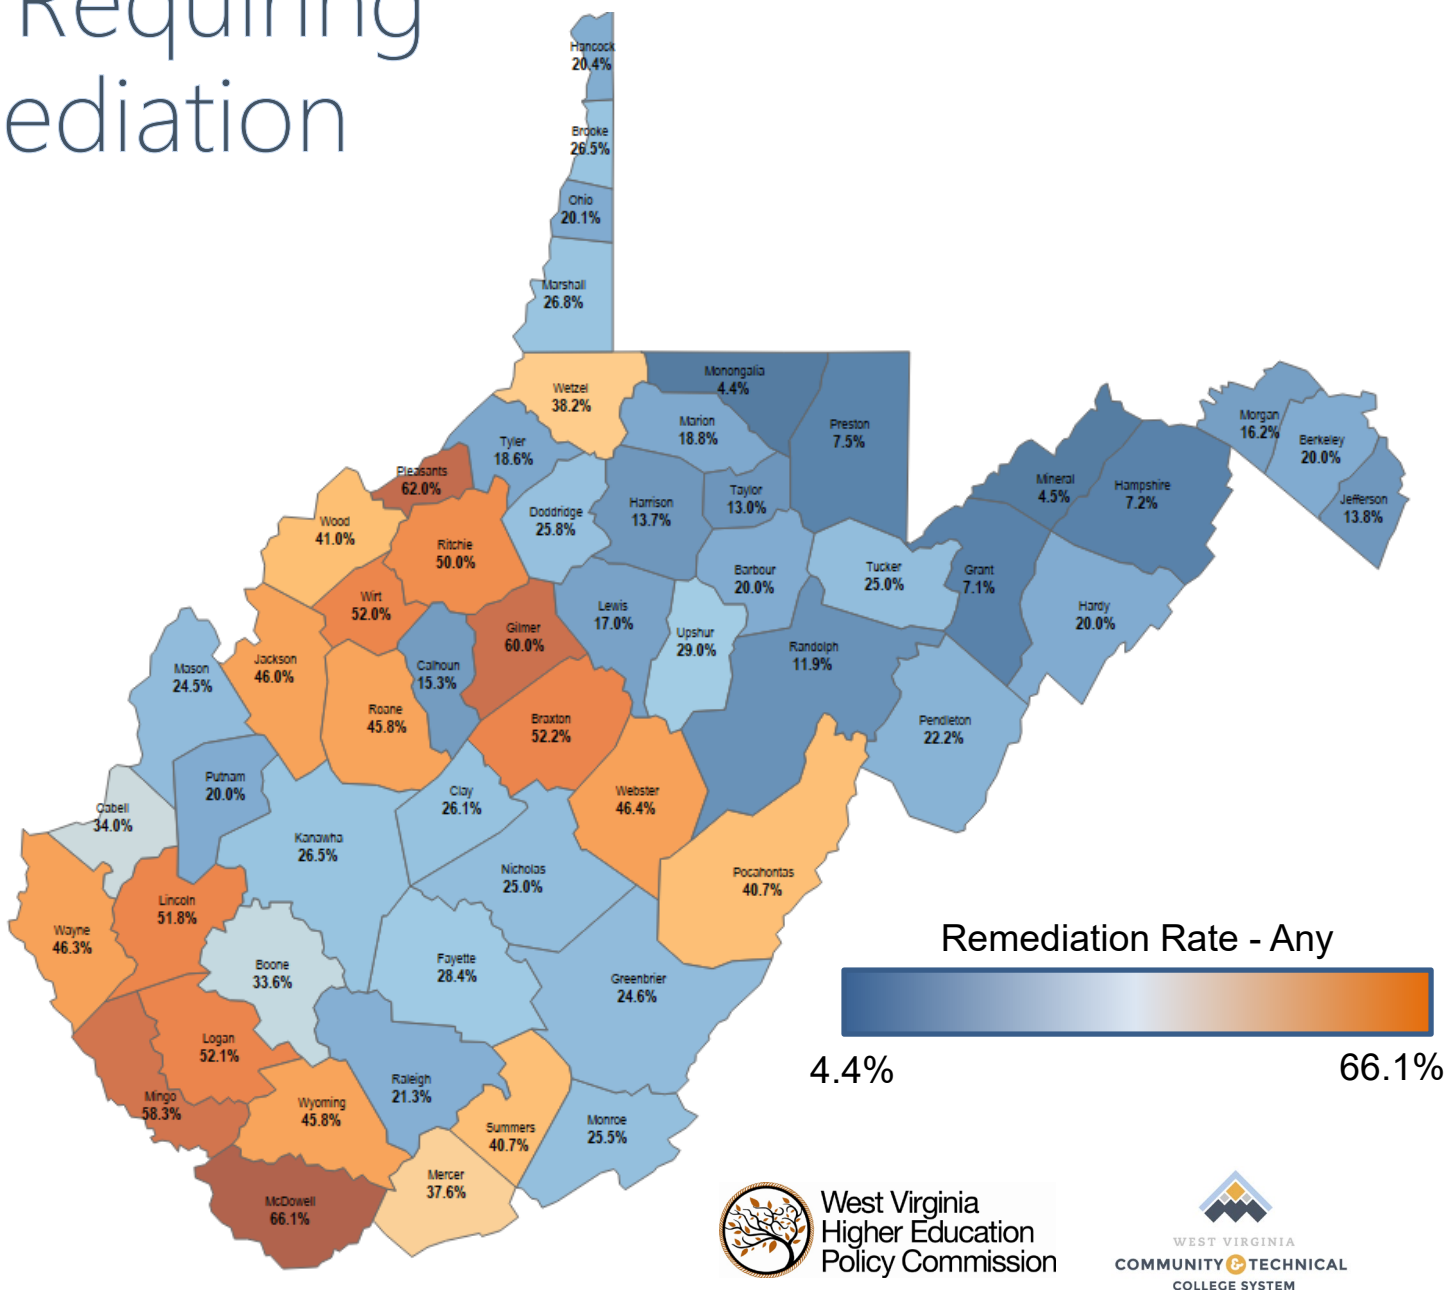 Requiring
ediation
Hancock
20.4%
Brooke
26.5%
Ohio
20.1%
Marshall
26.8%
Wetzel
38.2%
Monongalia
4.4%
Marion
18.8%
Preston
7.5%
Tyler
18.6%
Pleasants
62.0%
Wood
41.0%
Ritchie
50.0%
Doddridge
25.8%
Harrison
13.7%
Taylor
13.0%
Mineral
4.5%
Hampshire
7.2%
Morgan
16.2%
Berkeley
20.0%
Jefferson
13.8%
Wirt
52.0%
Gilmer
60.0%
Lewis
17.0%
Barbour
20.0%
Tucker
25.0%
Grant
7.1%
Hardy
20.0%
Mason
24.5%
Jackson
46.0%
Calhoun
15.3%
Upshur
29.0%
Randolph
11.9%
Roane
45.8%
Braxton
52.2%
Pendleton
22.2%
Putnam
20.0%
Cabell
34.0%
Clay
26.1%
Webster
46.4%
Kanawha
26.5%
Nicholas
25.0%
Pocahontas
40.7%
Lincoln
51.8%
Wayne
46.3%
Boone
33.6%
Fayette
28.4%
Greenbrier
24.6%
Logan
52.1%
Raleigh
21.3%
Mingo
58.3%
Wyoming
45.8%
Summers
40.7%
Monroe
25.5%
Mercer
37.6%
McDowell
66.1%
Remediation Rate - Any
4.4%
66.1%
West Virginia
Higher Education
Policy Commission
WEST VIRGINIA
COMMUNITY & TECHNICAL
COLLEGE SYSTEM